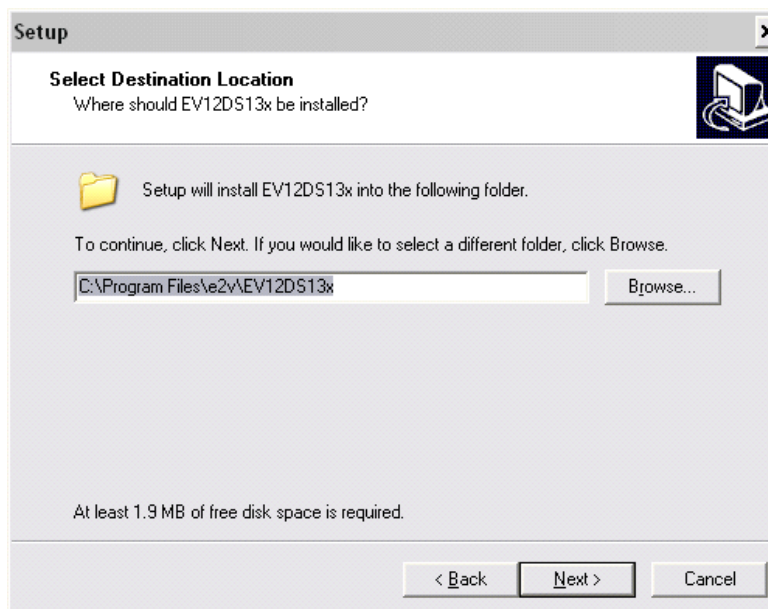 Setup
Select Destination Location
Where should EV12DS13x be installed?
Setup will install EV12DS13x into the following folder.
To continue, click Next. If you would like to select a different folder, click Browse.
C:\Program Files\e2v\EV12DS13x
Browse...
At least 1.9 MB of free disk space is required.
< Back
Next >
Cancel